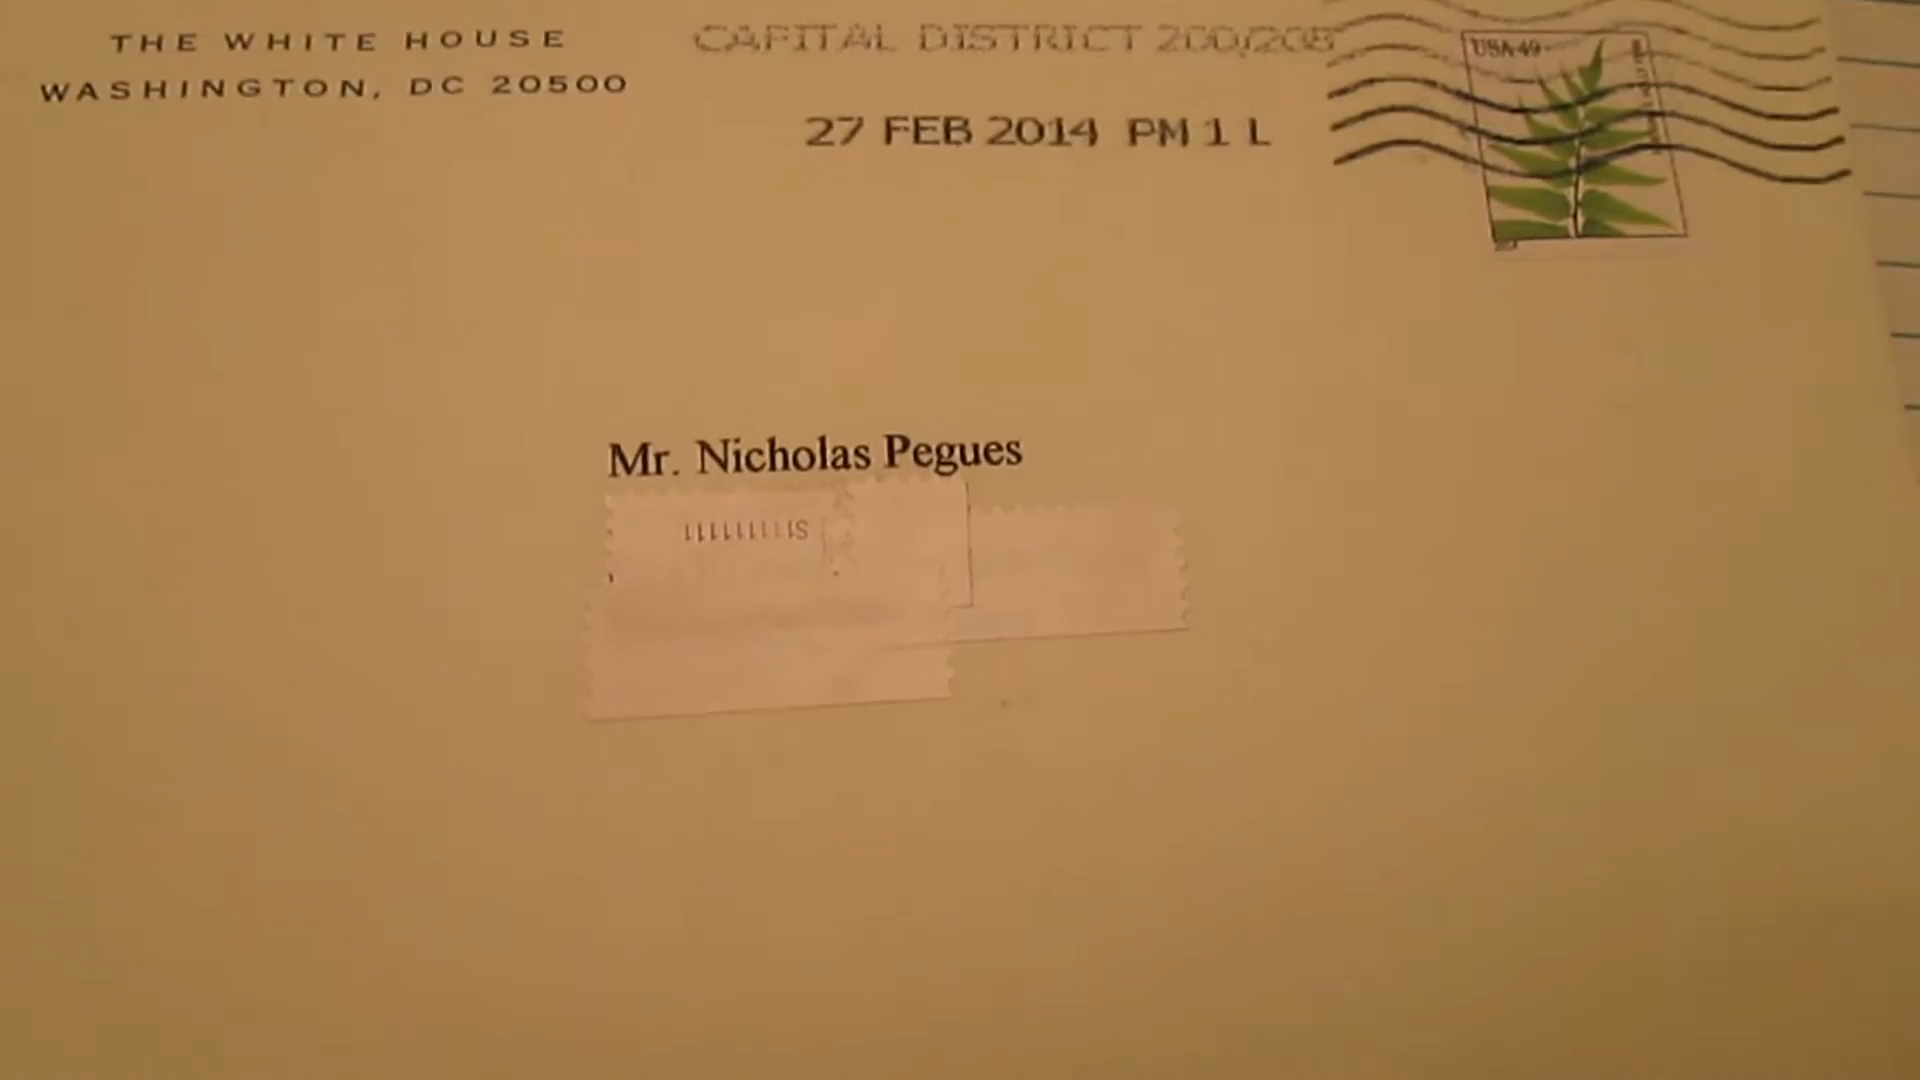 THE WHITE HOUSE
WASHINGTON, DC 20500
CAPITAL DISTRICT 200/208
27 FEB 2014 PM 1 L
USA 49
Mr. Nicholas Pegues
S1111111111